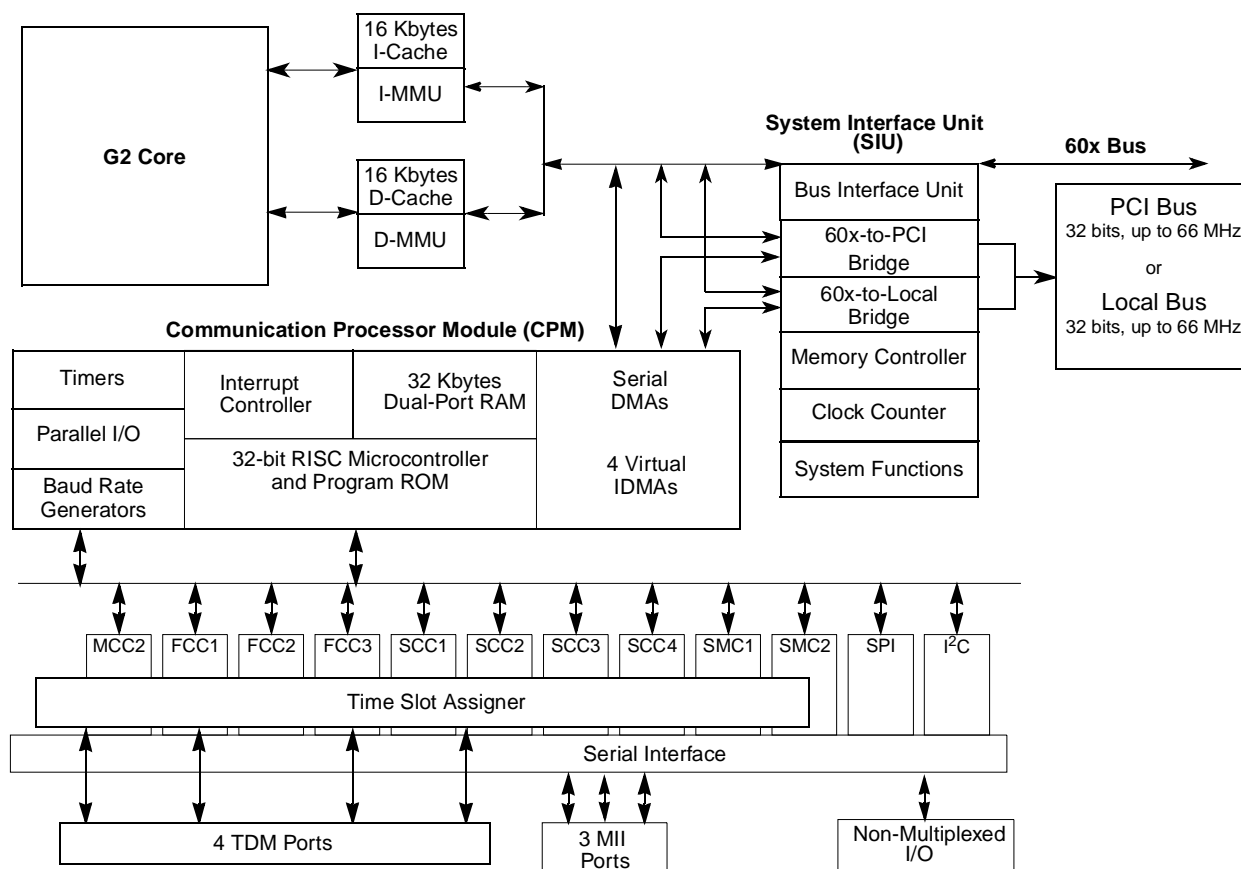 16 Kbytes
I-Cache
I-MMU
G2 Core
16 Kbytes
D-Cache
D-MMU
System Interface Unit
(SIU)
60x Bus
Bus Interface Unit
60x-to-PCI
Bridge
60x-to-Local
Bridge
Memory Controller
Clock Counter
System Functions
PCI Bus
32 bits, up to 66 MHz
or
Local Bus
32 bits, up to 66 MHz
Communication Processor Module (CPM)
Timers
Parallel I/O
Baud Rate
Generators
Interrupt
Controller
32 Kbytes
Dual-Port RAM
32-bit RISC Microcontroller
and Program ROM
Serial
DMAs
4 Virtual
IDMAs
MCC2 FCC1 FCC2 FCC3 SCC1 SCC2 SCC3 SCC4 SMC1 SMC2 SPI I²C
Time Slot Assigner
Serial Interface
4 TDM Ports
3 MII
Ports
Non-Multiplexed
I/O